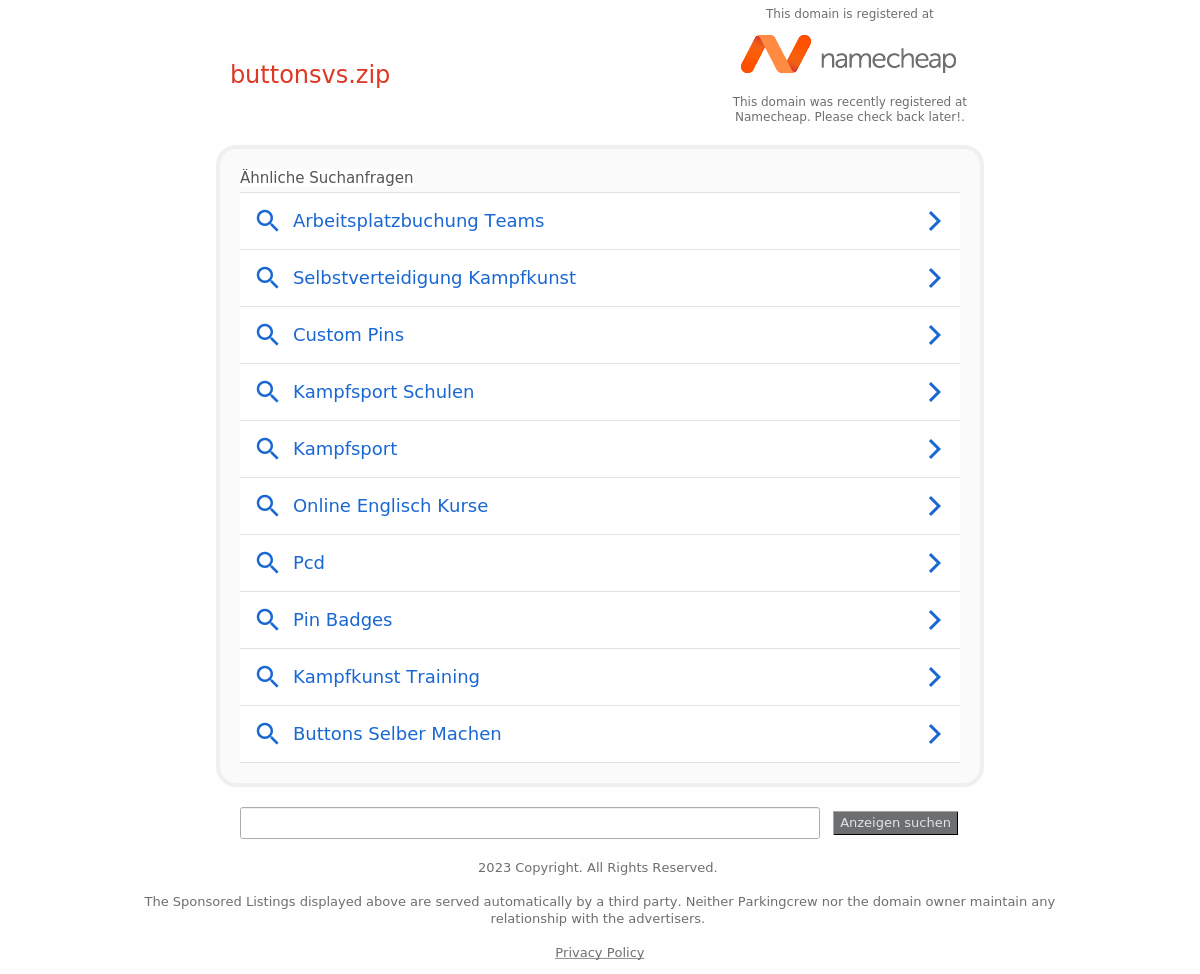 This domain is registered at
namecheap
buttonsvs.zip
This domain was recently registered at
Namecheap. Please check back later!.
Ähnliche Suchanfragen
Arbeitsplatzbuchung Teams
Selbstverteidigung Kampfkunst
Custom Pins
Kampfsport Schulen
Kampfsport
Online Englisch Kurse
Pcd
Pin Badges
Kampfkunst Training
Buttons Selber Machen
Anzeigen suchen
2023 Copyright. All Rights Reserved.
The Sponsored Listings displayed above are served automatically by a third party. Neither Parkingcrew nor the domain owner maintain any
relationship with the advertisers.
Privacy Policy